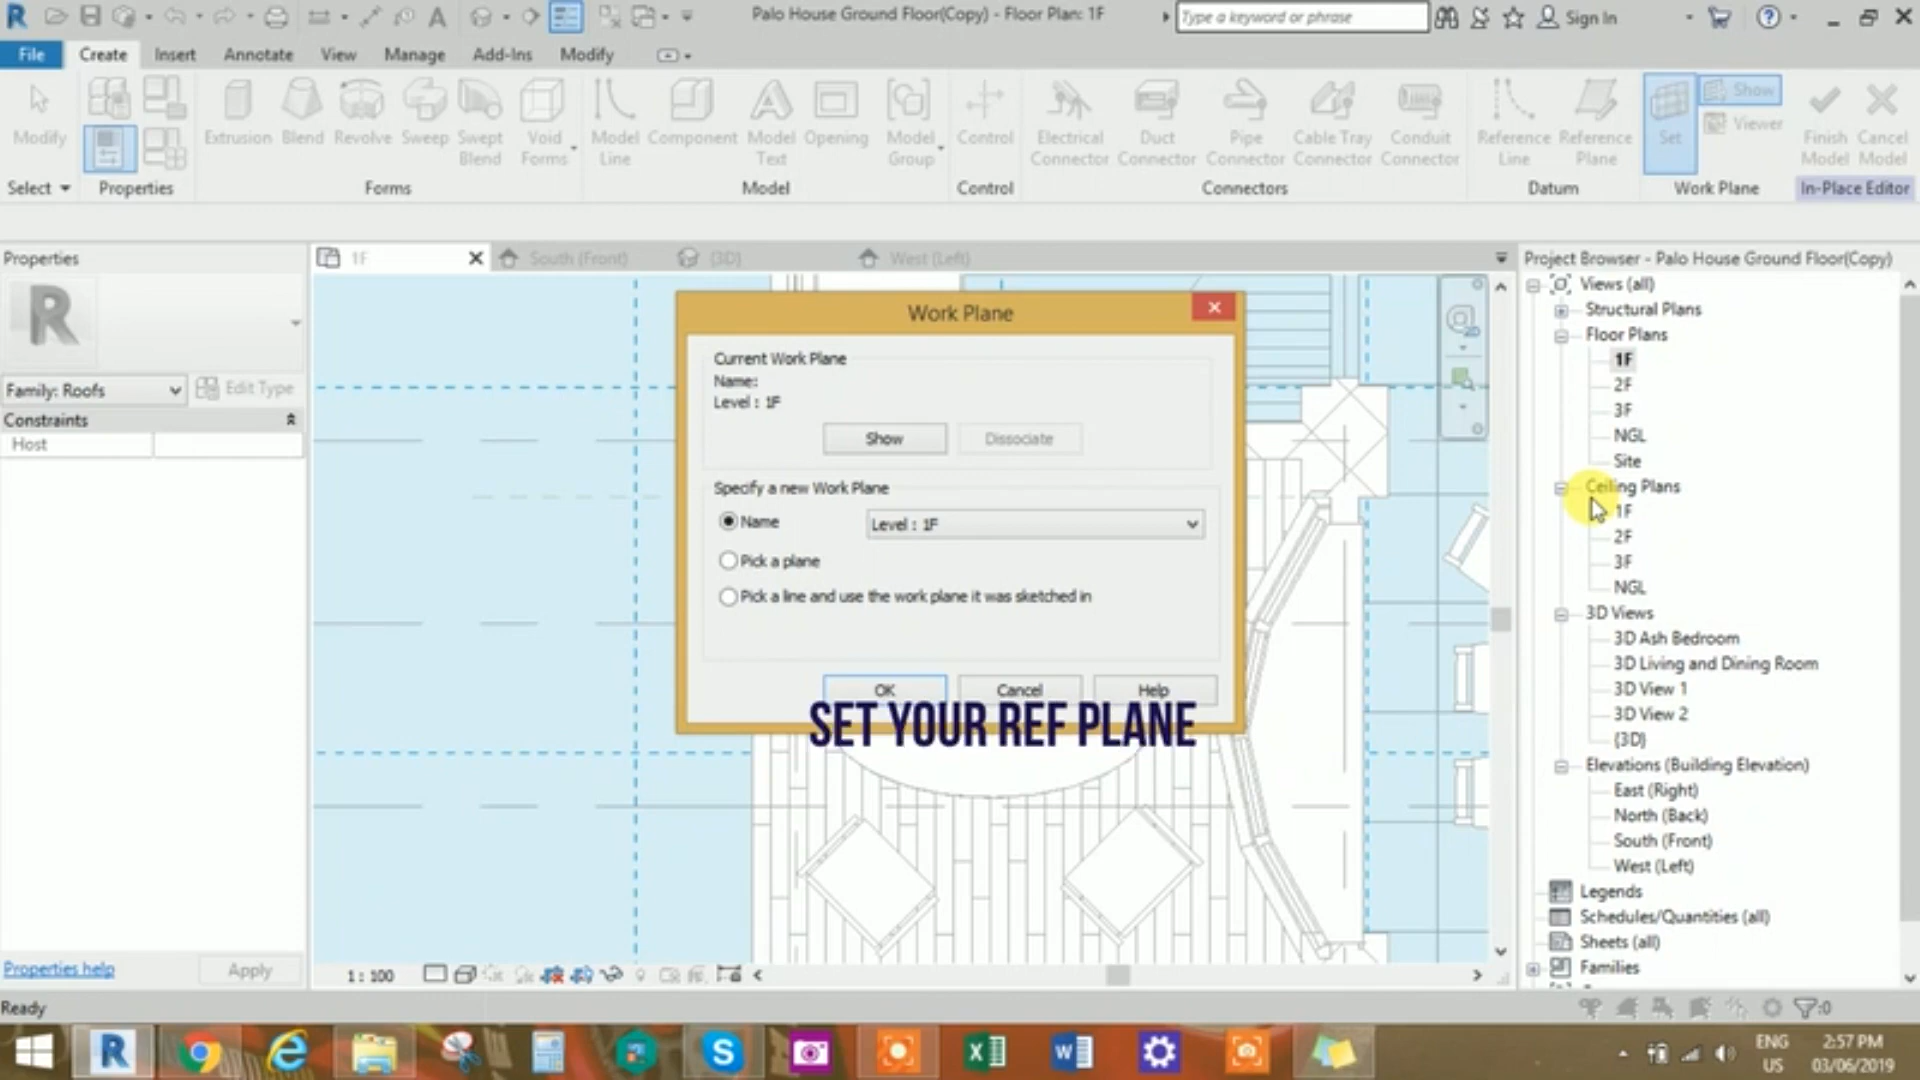 Palo House Ground Floor(Copy) - Floor Plan: 1F
Type a keyword or phrase
Sign In
File
Create
Insert
Annotate
View
Manage
Add-Ins
Modify
Modify
Extrusion
Blend
Revolve
Sweep
Swept
Blend
Void
Forms
Model
Line
Component
Model
Text
Opening
Model
Group
Control
Electrical
Connector
Duct
Connector
Pipe
Connector
Cable Tray
Connector
Conduit
Connector
Reference
Line
Reference
Plane
Set
Show
Viewer
Finish
Model
Cancel
Model
Select
Properties
Forms
Model
Control
Connectors
Datum
Work Plane
In-Place Editor
Properties
Family: Roofs
Edit Type
Constraints
Host
Properties help
Apply
1F
South (Front)
{3D}
West (Left)
Work Plane
Current Work Plane
Name:
Level : 1F
Show
Dissociate
Specify a new Work Plane
Name
Level : 1F
Pick a plane
Pick a line and use the work plane it was sketched in
OK
Cancel
Help
SET YOUR REF PLANE
1 : 100
Project Browser - Palo House Ground Floor(Copy)
Views (all)
Structural Plans
Floor Plans
1F
2F
3F
NGL
Site
Ceiling Plans
1F
2F
3F
NGL
3D Views
3D Ash Bedroom
3D Living and Dining Room
3D View 1
3D View 2
{3D}
Elevations (Building Elevation)
East (Right)
North (Back)
South (Front)
West (Left)
Legends
Schedules/Quantities (all)
Sheets (all)
Families
Ready
:0
ENG
US
2:57 PM
03/06/2019